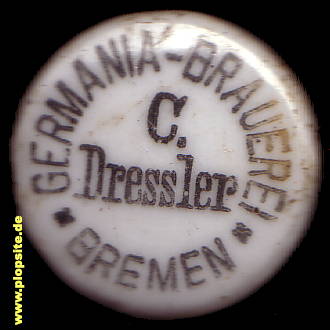 GERMANIA-BRAUEREI
C.
Dressler
* BREMEN *
www.plopsite.de